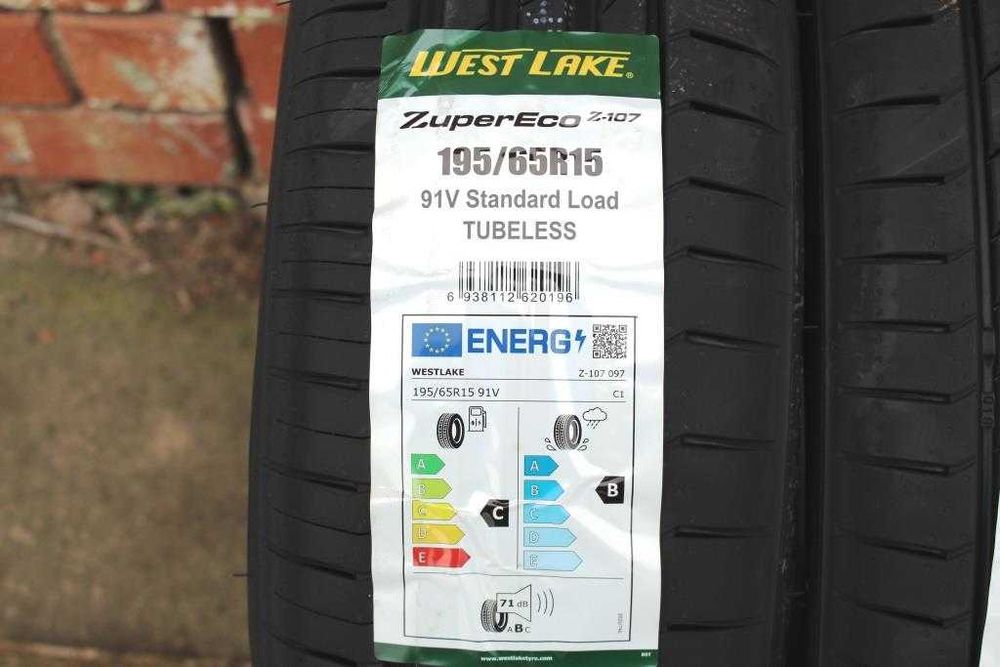 WEST LAKE®
ZuperEco Z-107
195/65R15
91V Standard Load
TUBELESS
6 938112 620196
ENERG
WESTLAKE Z-107 097
195/65R15 91V C1
A A
B B B
C C C
D D
E E
71 dB
ABC
www.westlaketyre.com